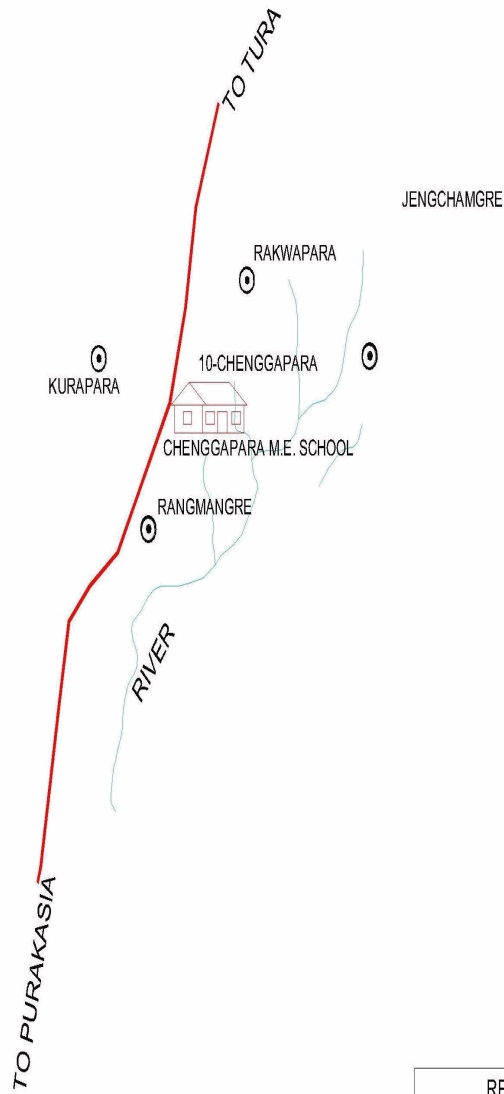 TO TURA
JENGCHAMGRE
RAKWAPARA
10-CHENGGAPARA
KURAPARA
CHENGGAPARA M.E. SCHOOL
RANGMANGRE
RIVER
TO PURAKASIA